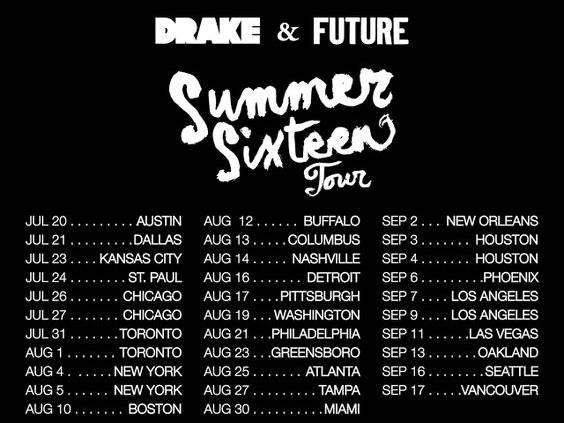 DRAKE & FUTURE
Summer
Sixteen
Tour
JUL 20 . . . . . . . . . AUSTIN
JUL 21 . . . . . . . . . DALLAS
JUL 23 . . . . KANSAS CITY
JUL 24 . . . . . . . . ST. PAUL
JUL 26 . . . . . . . CHICAGO
JUL 27 . . . . . . . CHICAGO
JUL 31 . . . . . . . TORONTO
AUG 1 . . . . . . . TORONTO
AUG 4 . . . . . . NEW YORK
AUG 5 . . . . . . NEW YORK
AUG 10 . . . . . . . BOSTON
AUG 12 . . . . . . BUFFALO
AUG 13 . . . . . COLUMBUS
AUG 14 . . . . . NASHVILLE
AUG 16 . . . . . . . DETROIT
AUG 17 . . . . PITTSBURGH
AUG 19 . . . WASHINGTON
AUG 21 . . . PHILADELPHIA
AUG 23 . . . GREENSBORO
AUG 25 . . . . . . . ATLANTA
AUG 27 . . . . . . . . . TAMPA
AUG 30 . . . . . . . . . . MIAMI
SEP 2 . . . NEW ORLEANS
SEP 3 . . . . . . . HOUSTON
SEP 4 . . . . . . . HOUSTON
SEP 6 . . . . . . . . PHOENIX
SEP 7 . . . . LOS ANGELES
SEP 9 . . . . LOS ANGELES
SEP 11 . . . . . . LAS VEGAS
SEP 13 . . . . . . . OAKLAND
SEP 16 . . . . . . . . SEATTLE
SEP 17 . . . . . VANCOUVER